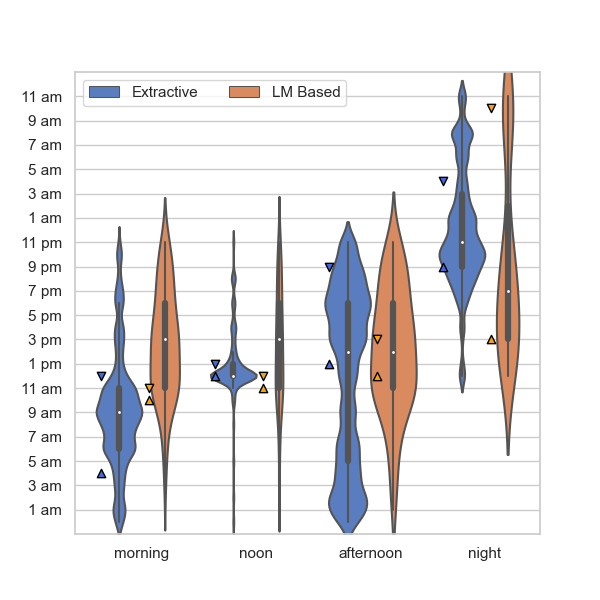 Extractive LM Based
11 am
9 am
7 am
5 am
3 am
1 am
11 pm
9 pm
7 pm
5 pm
3 pm
1 pm
11 am
9 am
7 am
5 am
3 am
1 am
morning noon afternoon night